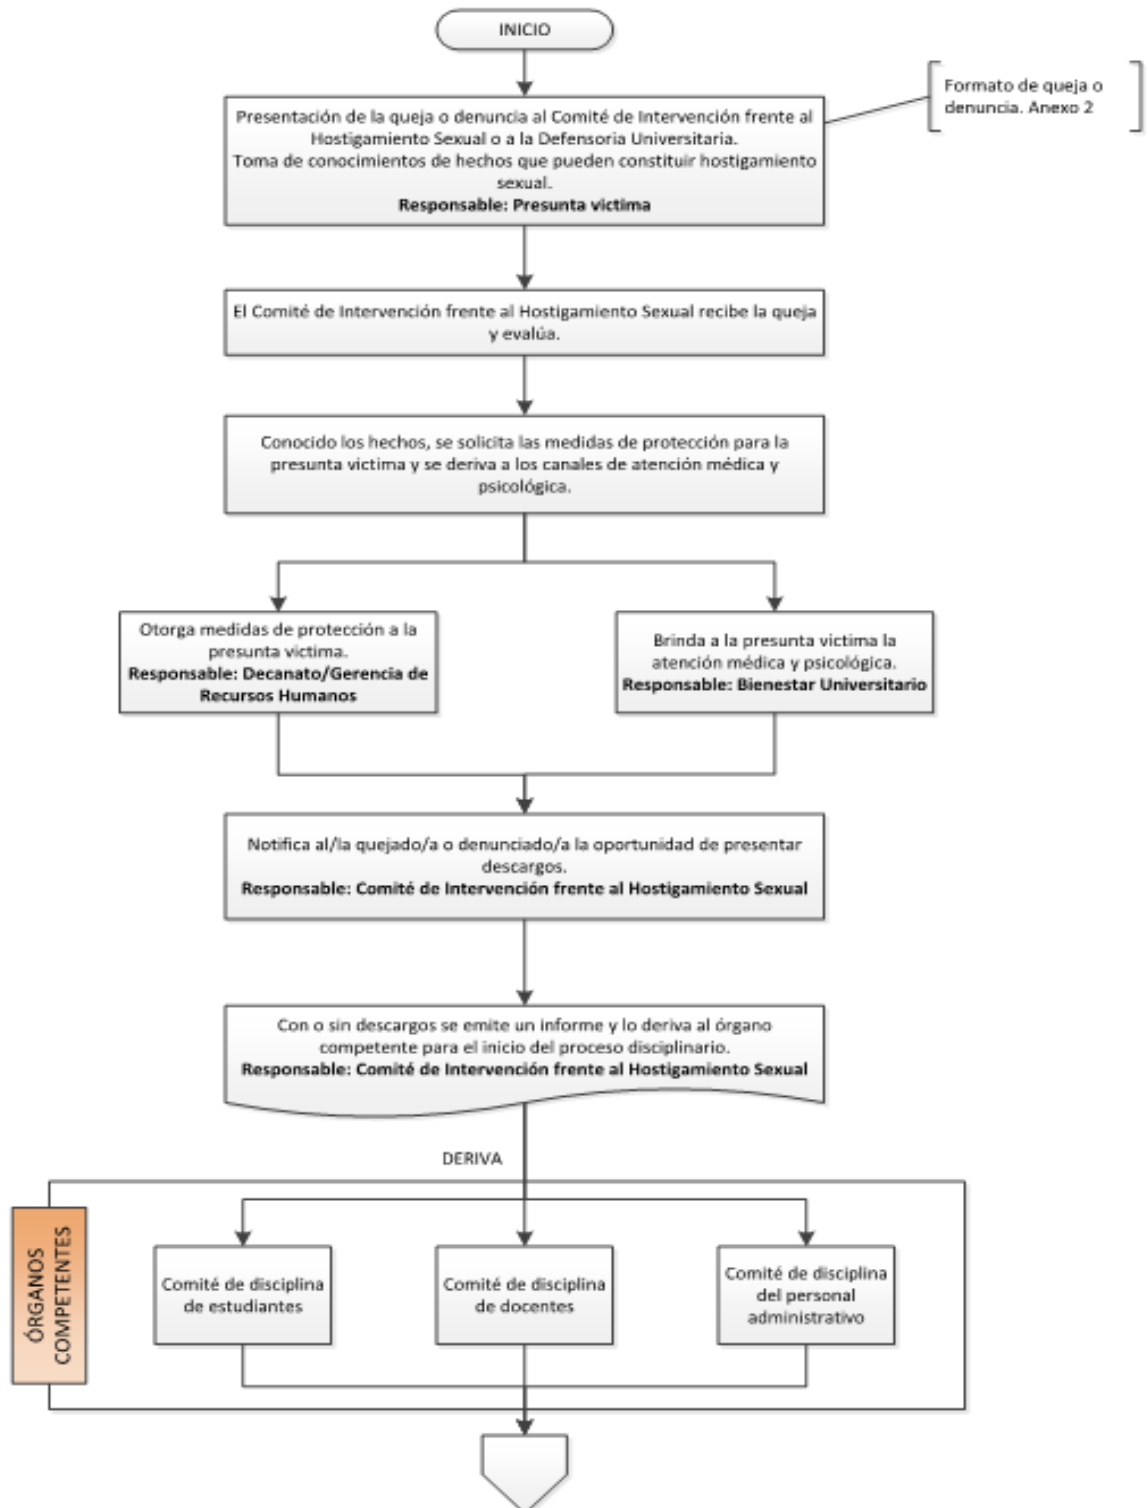 INICIO
Formato de queja o
denuncia. Anexo 2
Presentación de la queja o denuncia al Comité de Intervención frente al
Hostigamiento Sexual o a la Defensoria Universitaria.
Toma de conocimientos de hechos que pueden constituir hostigamiento
sexual.
Responsable: Presunta victima
El Comité de Intervención frente al Hostigamiento Sexual recibe la queja
y evalúa.
Conocido los hechos, se solicita las medidas de protección para la
presunta victima y se deriva a los canales de atención médica y
psicológica.
Otorga medidas de protección a la
presunta victima.
Responsable: Decanato/Gerencia de
Recursos Humanos
Brinda a la presunta victima la
atención médica y psicológica.
Responsable: Bienestar Universitario
Notifica al/la quejado/a o denunciado/a la oportunidad de presentar
descargos.
Responsable: Comité de Intervención frente al Hostigamiento Sexual
Con o sin descargos se emite un informe y lo deriva al órgano
competente para el inicio del proceso disciplinario.
Responsable: Comité de Intervención frente al Hostigamiento Sexual
DERIVA
ÓRGANOS
COMPETENTES
Comité de disciplina
de estudiantes
Comité de disciplina
de docentes
Comité de disciplina
del personal
administrativo